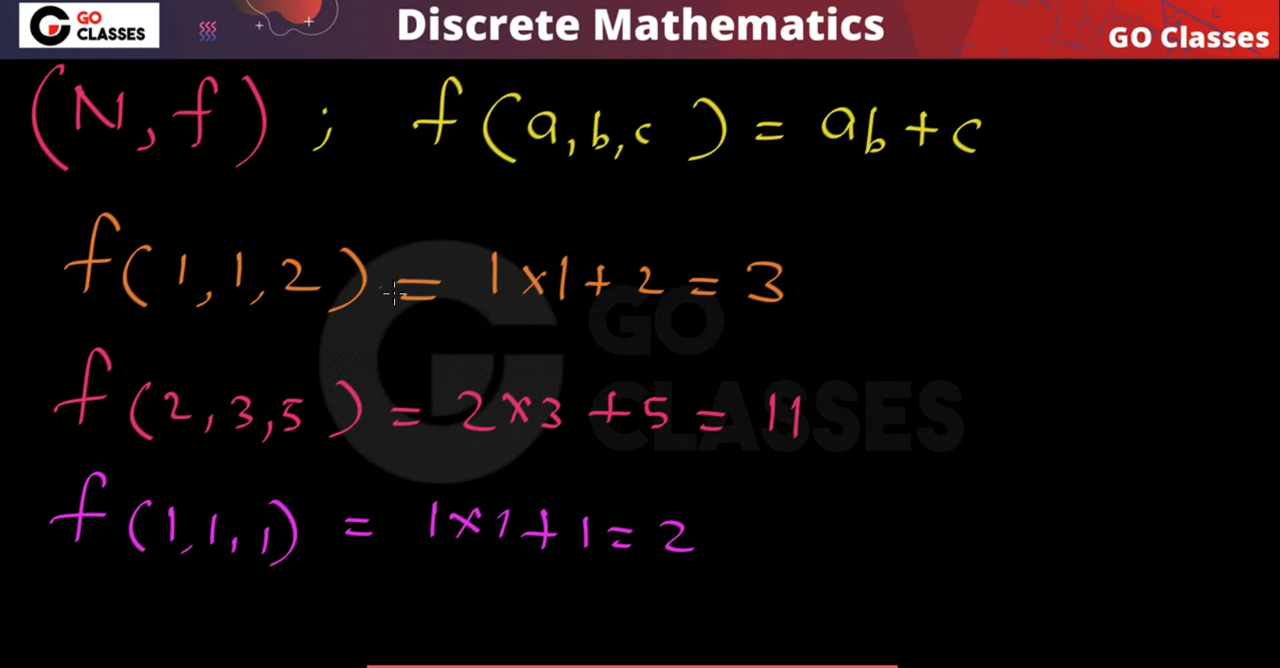 GO
CLASSES
Discrete Mathematics
GO Classes
(N, f) ; f(a, b, c) = ab + c
f(1, 1, 2) = 1 x 1 + 2 = 3
f(2, 3, 5) = 2 x 3 + 5 = 11
f(1, 1, 1) = 1 x 1 + 1 = 2
GO
CLASSES